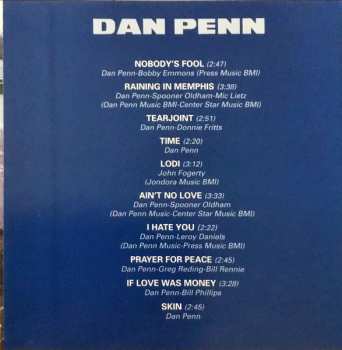 DAN PENN
NOBODY'S FOOL (2:47)
Dan Penn-Bobby Emmons (Press Music BMI)
RAINING IN MEMPHIS (3:38)
Dan Penn-Spooner Oldham-Mic Lietz
(Dan Penn Music BMI-Center Star Music BMI)
TEARJOINT (2:51)
Dan Penn-Donnie Fritts
TIME (2:20)
Dan Penn
LODI (3:12)
John Fogerty
(Jondora Music BMI)
AIN'T NO LOVE (3:33)
Dan Penn-Spooner Oldham
(Dan Penn Music-Center Star Music BMI)
I HATE YOU (2:22)
Dan Penn-Leroy Daniels
(Dan Penn Music-Press Music BMI)
PRAYER FOR PEACE (2:45)
Dan Penn-Greg Reding-Bill Rennie
IF LOVE WAS MONEY (3:28)
Dan Penn-Bill Phillips
SKIN (2:45)
Dan Penn